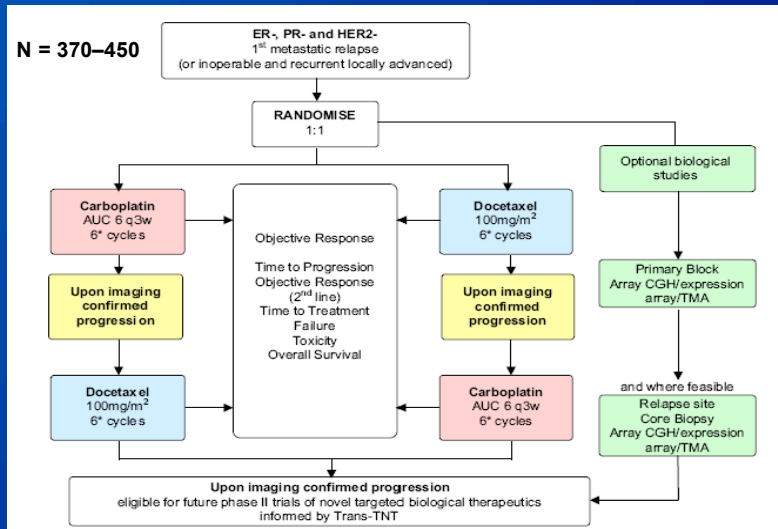 N = 370–450
ER-, PR- and HER2-
1st metastatic relapse
(or inoperable and recurrent locally advanced)
RANDOMISE
1:1
Optional biological
studies
Carboplatin
AUC 6 q3w
6* cycles
Docetaxel
100mg/m2
6* cycles
Objective Response
Time to Progression
Objective Response
(2nd line)
Time to Treatment
Failure
Toxicity
Overall Survival
Upon imaging
confirmed
progression
Upon imaging
confirmed
progression
Primary Block
Array CGH/expression
array/TMA
Docetaxel
100mg/m2
6* cycles
Carboplatin
AUC 6 q3w
6* cycles
and where feasible
Relapse site
Core Biopsy
Array CGH/expression
array/TMA
Upon imaging confirmed progression
eligible for future phase II trials of novel targeted biological therapeutics
informed by Trans-TNT